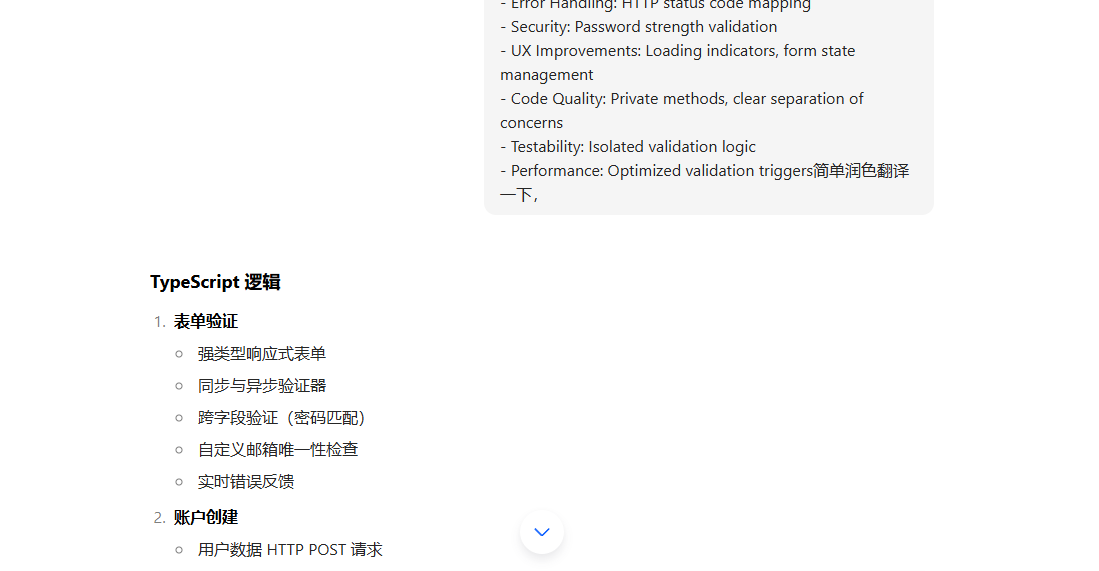 - Error Handling: HTTP status code mapping
- Security: Password strength validation
- UX Improvements: Loading indicators, form state
management
- Code Quality: Private methods, clear separation of
concerns
- Testability: Isolated validation logic
- Performance: Optimized validation triggers简单润色翻译
一下，
TypeScript 逻辑
1. 表单验证
○ 强类型响应式表单
○ 同步与异步验证器
○ 跨字段验证（密码匹配）
○ 自定义邮箱唯一性检查
○ 实时错误反馈
2. 账户创建
○ 用户数据 HTTP POST 请求